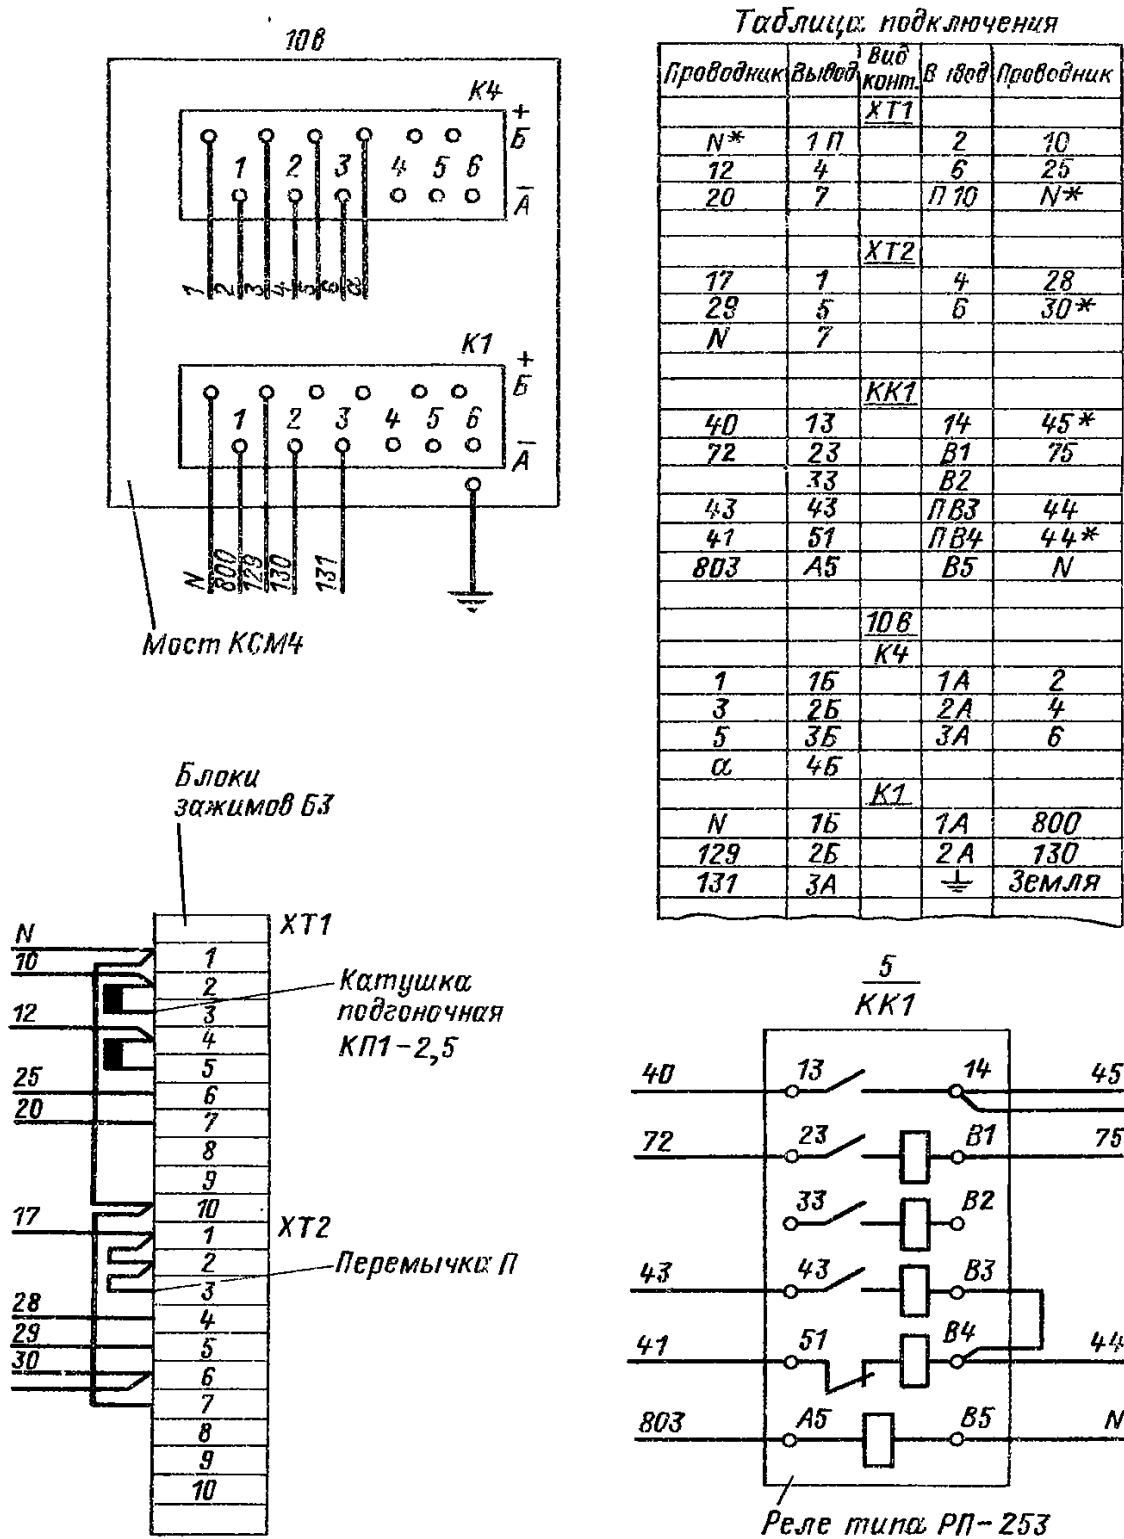 10в
К4
+
Б
1 2 3 4 5 6
А
1 2 3 4 5 6 а
К1
+
Б
1 2 3 4 5 6
А
N 800 129 130 131
Мост КСМ4
Таблица подключения
Проводник Вывод Вид конт. Вывод Проводник
ХТ1
N* 1 П 2 10
12 4 6 25
20 7 П 10 N*
ХТ2
17 1 4 28
29 5 6 30*
N 7
КК1
40 13 14 45*
72 23 В1 75
33 В2
43 43 ПВ3 44
41 51 ПВ4 44*
803 А5 В5 N
10в
К4
1 1Б 1А 2
3 2Б 2А 4
5 3Б 3А 6
а 4Б
К1
N 1Б 1А 800
129 2Б 2А 130
131 3А Земля
Блоки
зажимов БЗ
ХТ1
N
1
10
2
3
12
4
5
25
6
20
7
8
9
10
17
1
ХТ2
2
3
28
4
29
5
30
6
7
8
9
10
Катушка
подгоночная
КП1-2,5
Перемычка П
5
КК1
40 13 14 45
72 23 В1 75
33 В2
43 43 В3
41 51 В4 44
803 А5 В5 N
Реле типа РП-253